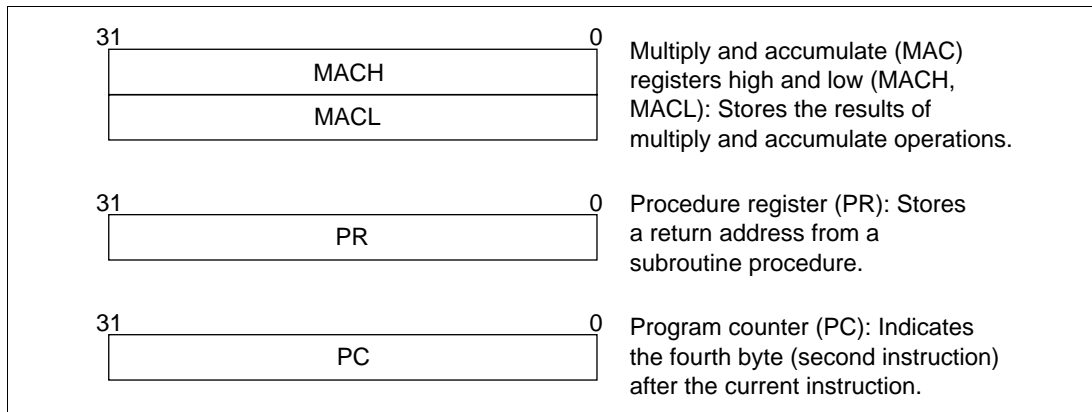 31 0
MACH
MACL
Multiply and accumulate (MAC)
registers high and low (MACH,
MACL): Stores the results of
multiply and accumulate operations.
31 0
PR
Procedure register (PR): Stores
a return address from a
subroutine procedure.
31 0
PC
Program counter (PC): Indicates
the fourth byte (second instruction)
after the current instruction.